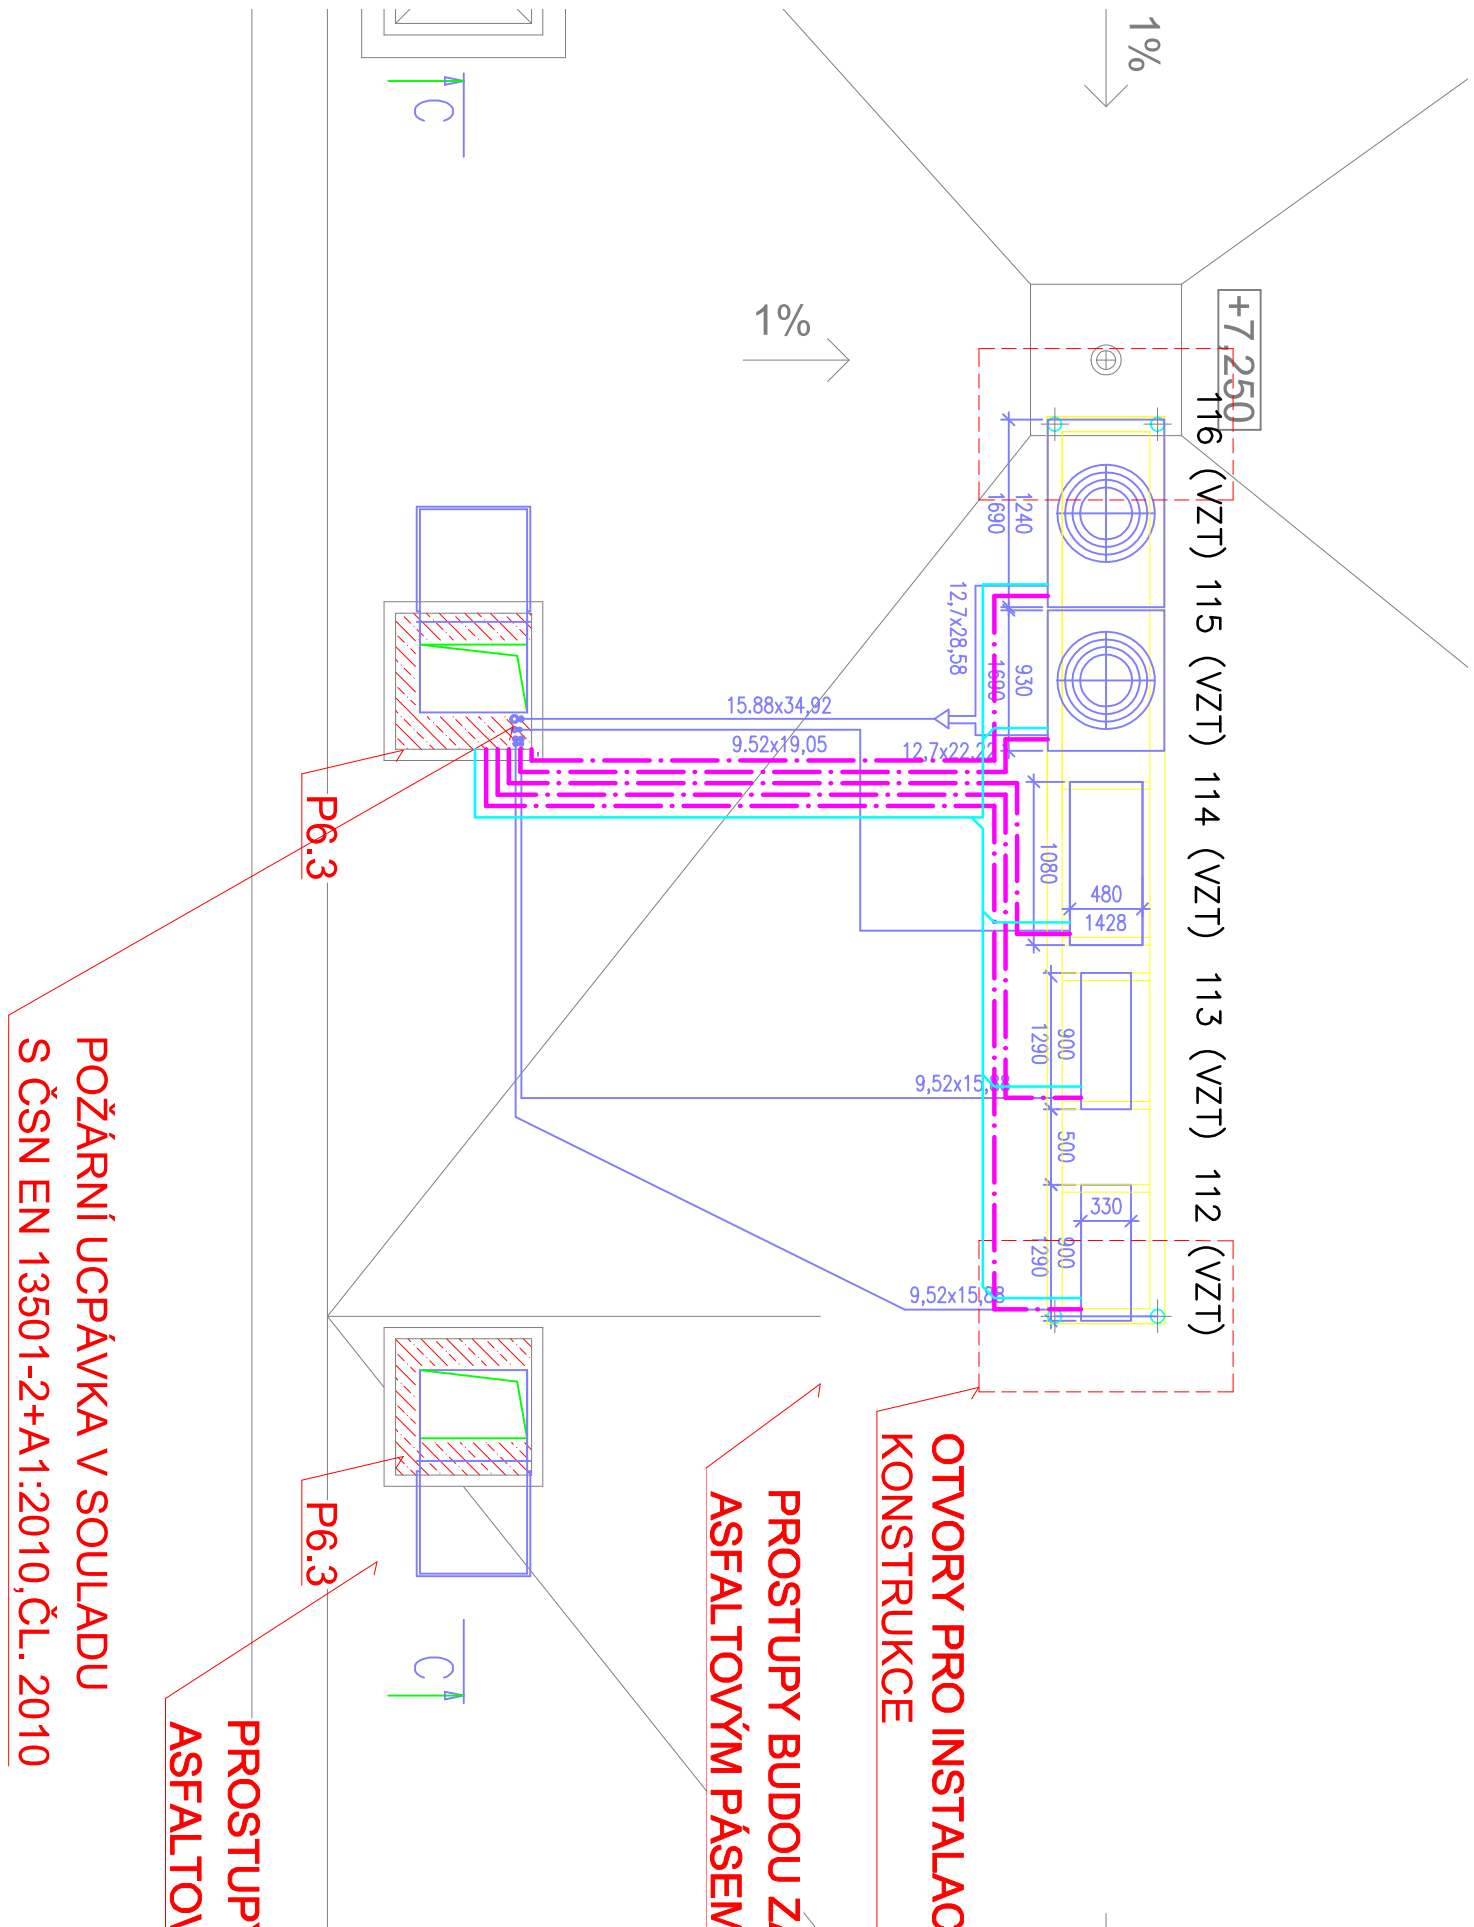 1%
C
+7,250
1%
116 (VZT) 115 (VZT) 114 (VZT) 113 (VZT) 112 (VZT)
1240
1690
12,7x28,58
930
1690
15.88x34,92
9.52x19,05
12,7x22.22
1080
480
1428
900
1290
9,52x15,88
500
330
900
1290
9,52x15,88
P6.3
P6.3
C
POŽÁRNÍ UCPÁVKA V SOULADU
S ČSN EN 13501-2+A1:2010,ČL. 2010
OTVORY PRO INSTALAC
KONSTRUKCE
PROSTUPY BUDOU ZA
ASFALTOVÝM PÁSEM
PROSTUPY
ASFALTOV